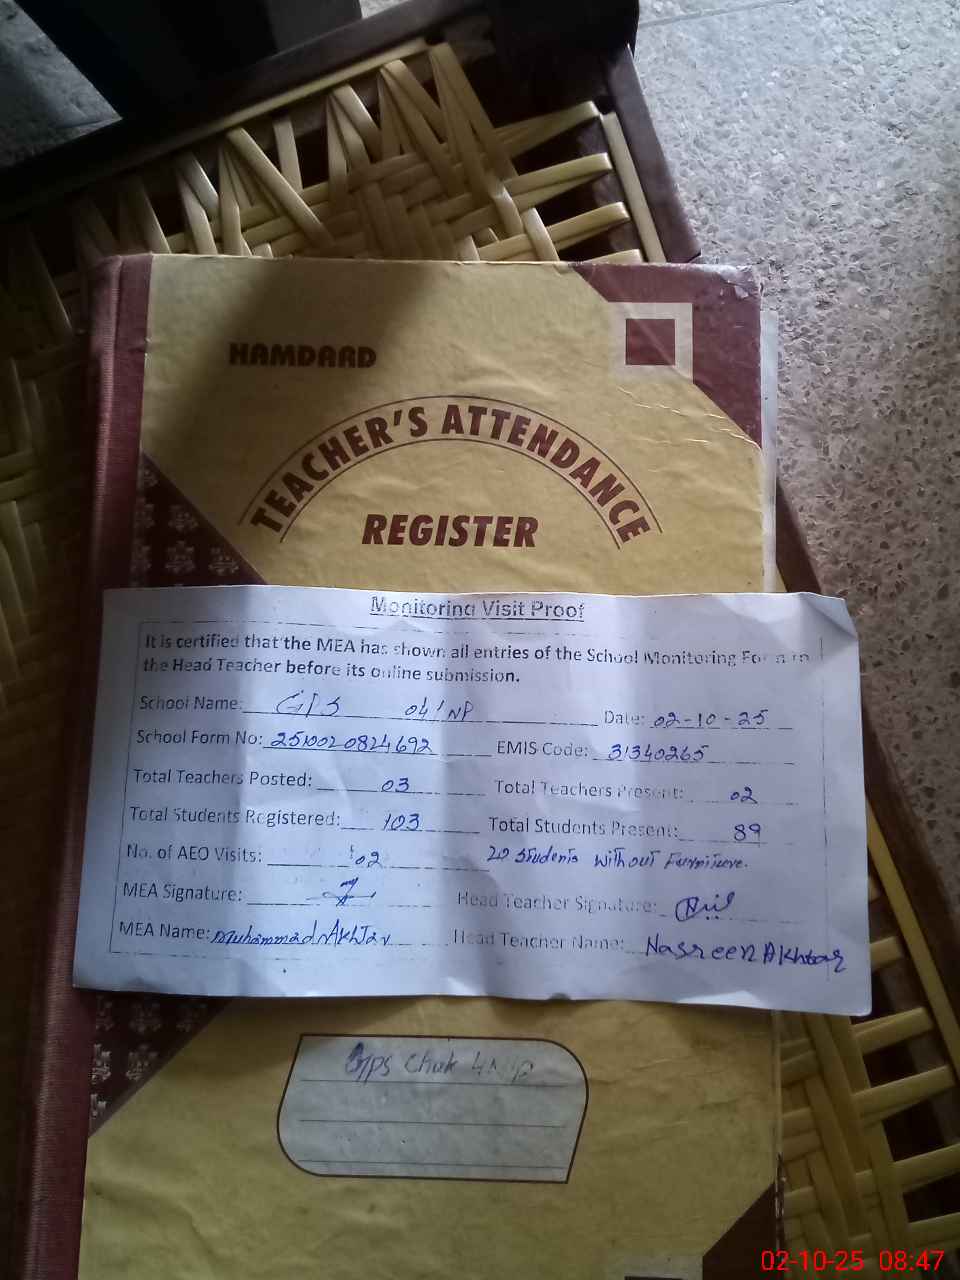 HAMDARD
TEACHER'S ATTENDANCE
REGISTER
Monitoring Visit Proof
It is certified that the MEA has shown all entries of the School Monitoring Form to
the Head Teacher before its online submission.
School Name: GPS 04/NP Date: 02-10-25
School Form No: EMIS Code: 31340265
Total Teachers Posted: 03 Total Teachers Present: 02
Total Students Registered: 103 Total Students Present: 89
No. of AEO Visits: 02 20 Students without Furniture.
MEA Signature: Head Teacher Signature:
MEA Name: Muhammad Akhtar Head Teacher Name: Nasreen Akhtar
Gps Chak 4NP
02-10-25 08:47